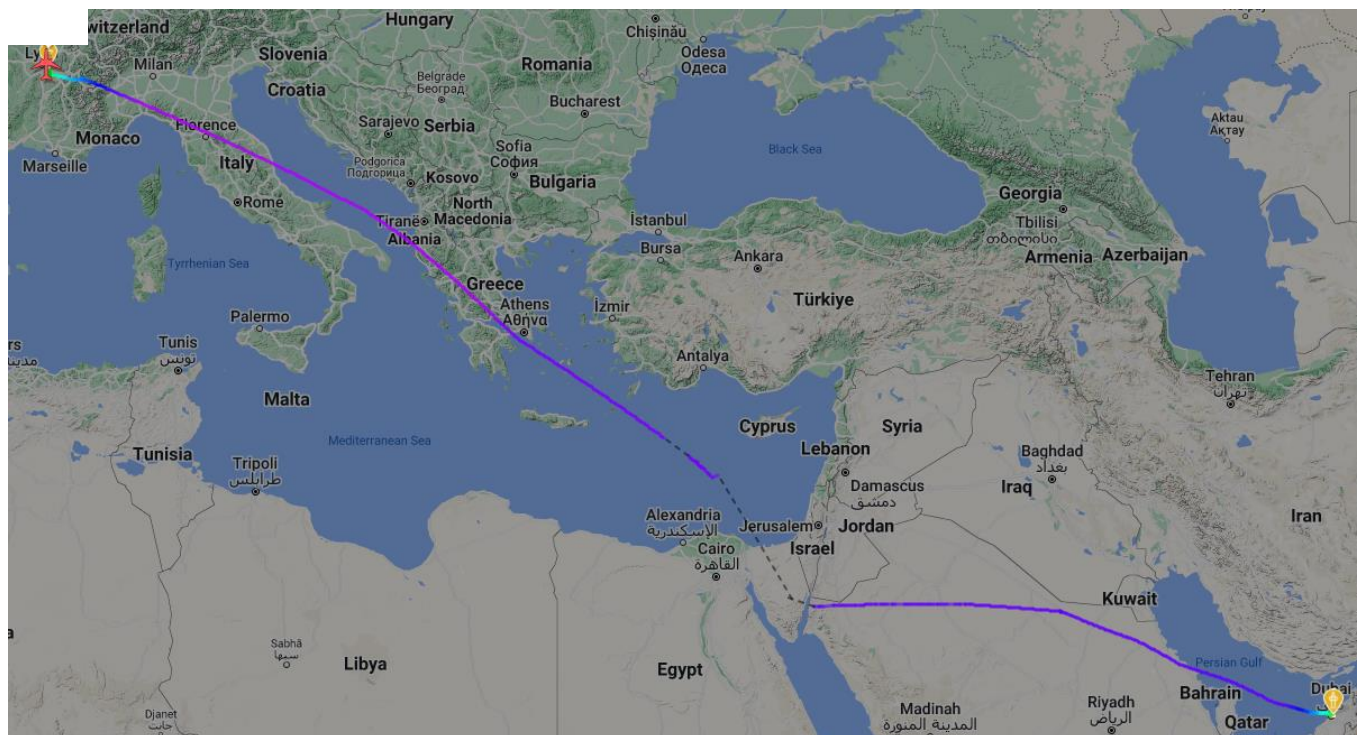 witzerland
Hungary
Chișinău
Ly
Milan
Slovenia
Odesa
Одеса
Croatia
Belgrade
Београд
Romania
Bucharest
Aktau
Ақтау
Monaco
Florence
Sarajevo
Serbia
Black Sea
Marseille
Italy
Podgorica
Подгорица
Kosovo
Sofia
София
Bulgaria
Georgia
Rome
North
Macedonia
Tiranë
Albania
İstanbul
Tbilisi
თბილისი
Bursa
Ankara
Armenia
Azerbaijan
Tyrrhenian Sea
Greece
Athens
Αθήνα
İzmir
Türkiye
Palermo
Tunis
تونس
Antalya
Tehran
تهران
Malta
Mediterranean Sea
Cyprus
Syria
Lebanon
Baghdad
بغداد
Tunisia
Tripoli
طرابلس
Damascus
دمشق
Iraq
Iran
Alexandria
الإسكندرية
Jerusalem
Jordan
Cairo
القاهرة
Israel
Kuwait
Sabhā
سبها
Libya
Egypt
Persian Gulf
Djanet
جانت
Madinah
المدينة المنورة
Riyadh
الرياض
Bahrain
Qatar
Dubai